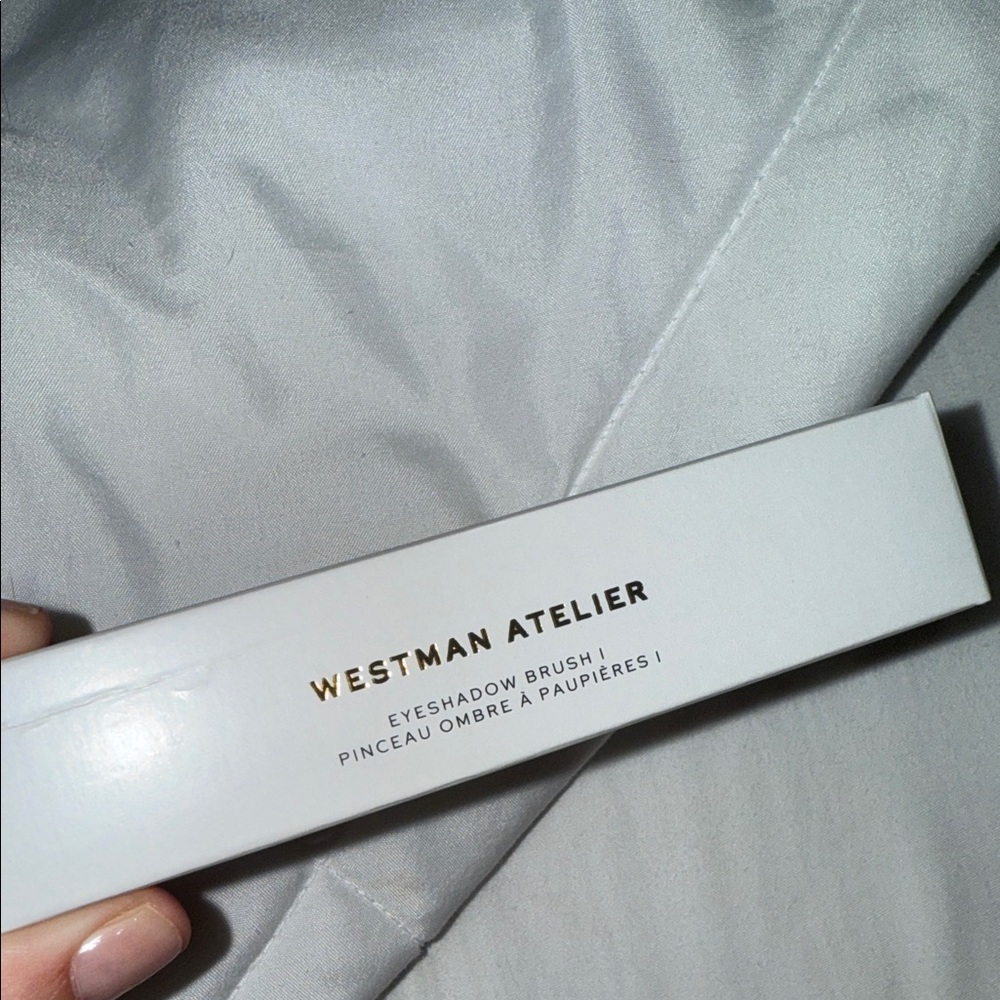 WESTMAN ATELIER
EYESHADOW BRUSH I
PINCEAU OMBRE À PAUPIÈRES I